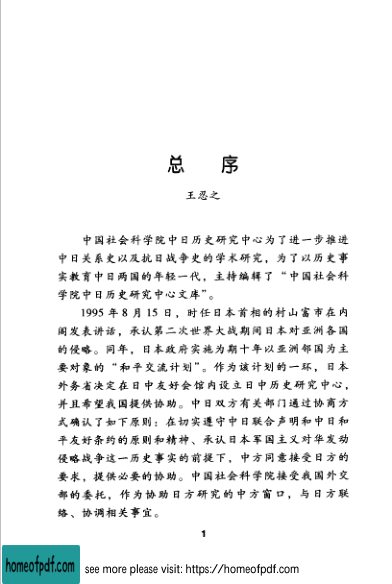 总　序
王忍之
中国社会科学院中日历史研究中心为了进一步推进
中日关系史以及抗日战争史的学术研究，为了以历史事
实教育中日两国的年轻一代，主持编辑了“中国社会科
学院中日历史研究中心文库”。
1995年8月15日，时任日本首相的村山富市在内
阁发表讲话，承认第二次世界大战期间日本对亚洲各国
的侵略。同年，日本政府实施为期十年以亚洲邻国为主
要对象的“和平交流计划”。作为该计划的一环，日本
外务省决定在日中友好会馆内设立日中历史研究中心，
并且希望我国提供协助。中日双方有关部门通过协商方
式确认了如下原则：在切实遵守中日联合声明和中日和
平友好条约的原则和精神、承认日本军国主义对华发动
侵略战争这一历史事实的前提下，中方同意接受日方的
要求，提供必要的协助。中国社会科学院接受我国外交
部的委托，作为协助日方研究的中方窗口，与日方联
络、协调相关事宜。
1
homeofpdf.com
see more please visit: https://homeofpdf.com